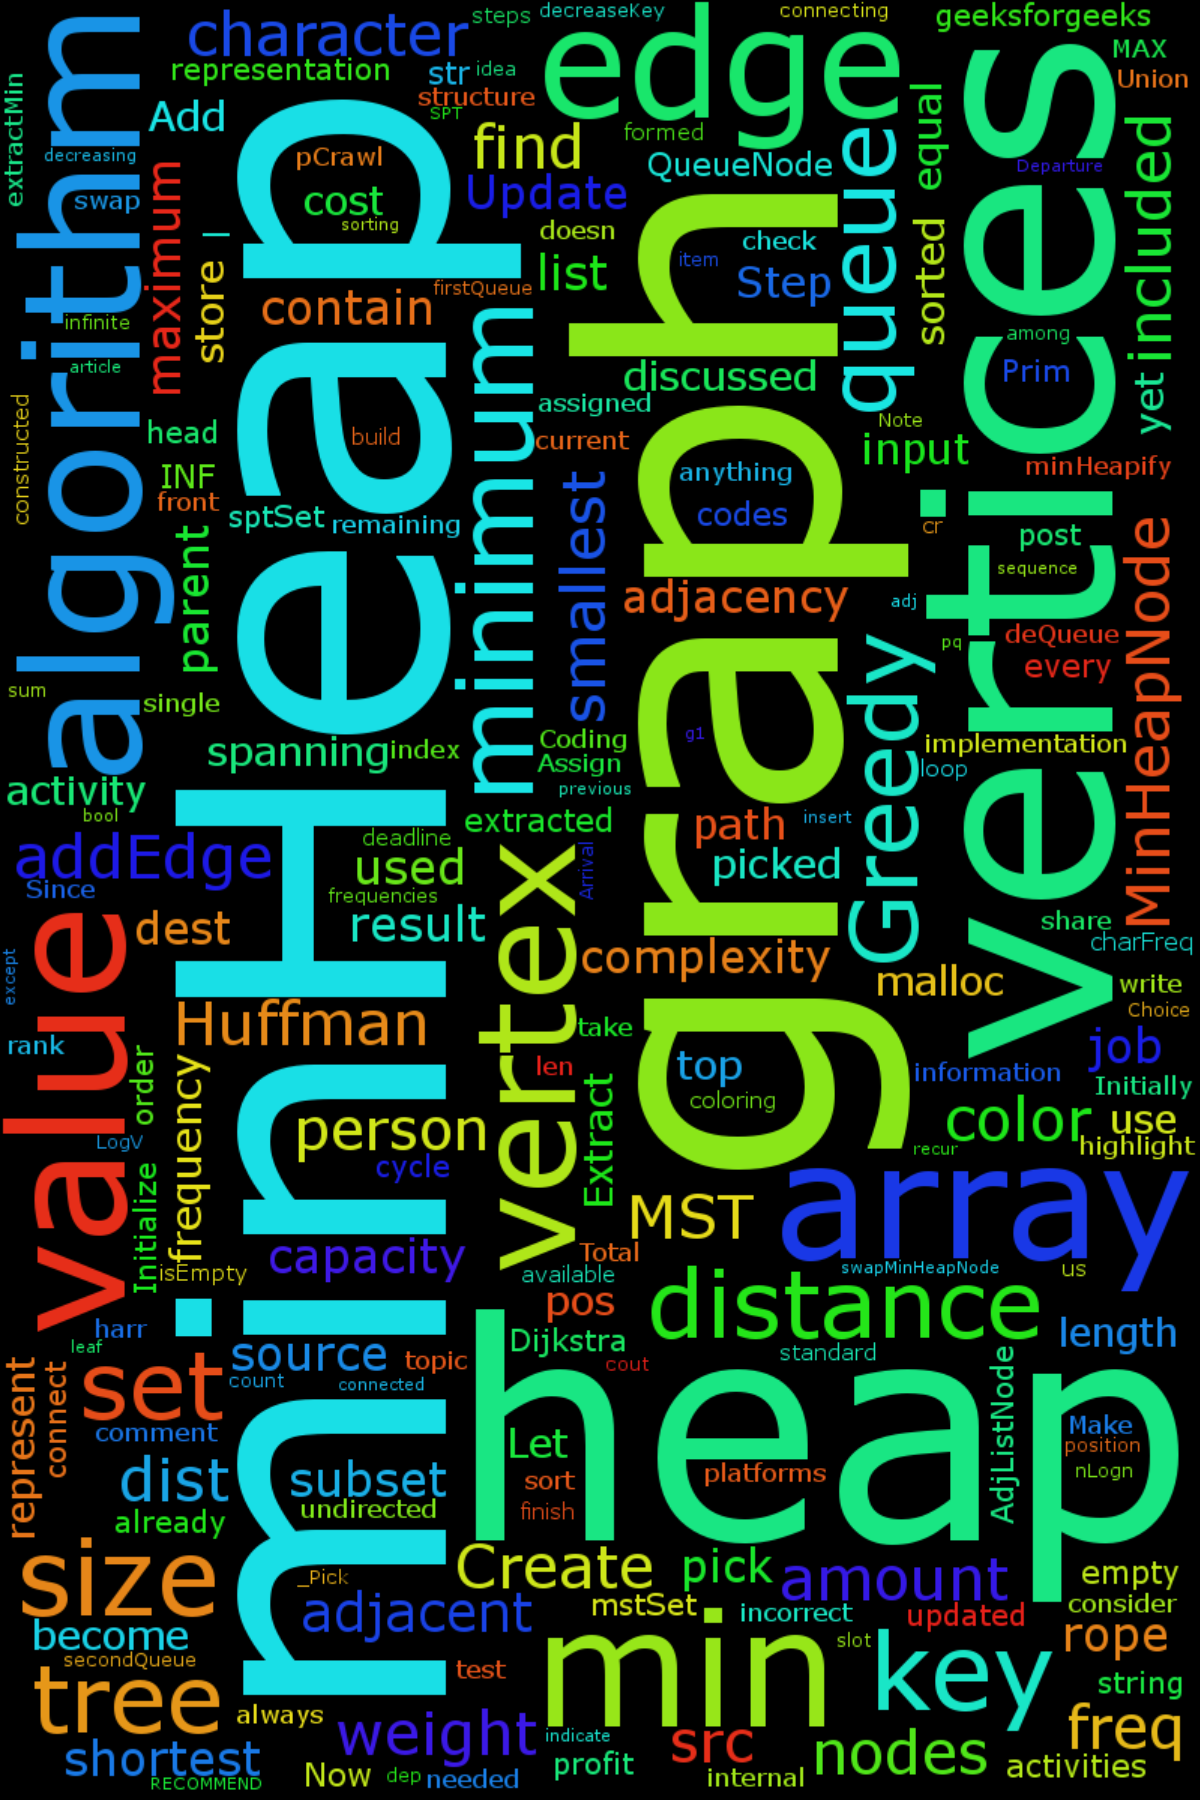 steps
decreaseKey
connecting
geeksforgeeks
character
edge
MAX
representation
str
idea
Union
extractMin
structure
SPT
Add
find
formed
equal
decreasing
pCrawl
QueueNode
queue
vertices
Departure
included
swap
cost
Update
maximum
sorting
doesn
check
algorithm
store
l
list
item
Step
sorted
firstQueue
contain
infinite
among
article
minHeap
minimum
graph
discussed
Prim
yet
constructed
assigned
head
build
current
Note
input
INF
front
anything
minHeapify
sptSet
remaining
smallest
codes
cr
post
parent
sequence
MinHeapNode
adjacency
adj
deQueue
pq
every
sum
single
g1
Greedy
spanning
index
Coding
implementation
Assign
loop
activity
previous
bool
extracted
path
insert
addEdge
deadline
used
picked
Arrival
Since
frequencies
vertex
value
dest
result
share
except
complexity
charFreq
malloc
write
Choice
Huffman
take
rank
job
order
frequency
len
top
information
Initially
coloring
Extract
person
color
use
LogV
cycle
recur
highlight
Initialize
MST
array
capacity
Total
isEmpty
available
swapMinHeapNode
us
pos
distance
harr
Dijkstra
length
leaf
source
topic
cout
standard
represent
connect
set
count
connected
heap
AdjListNode
comment
Let
Make
position
dist
subset
sort
platforms
nLogn
undirected
finish
already
size
_Pick
Create
pick
amount
empty
adjacent
mstSet
incorrect
updated
consider
become
min
slot
key
rope
secondQueue
test
tree
string
always
weight
indicate
src
freq
shortest
profit
nodes
activities
RECOMMEND
Now
dep
needed
internal